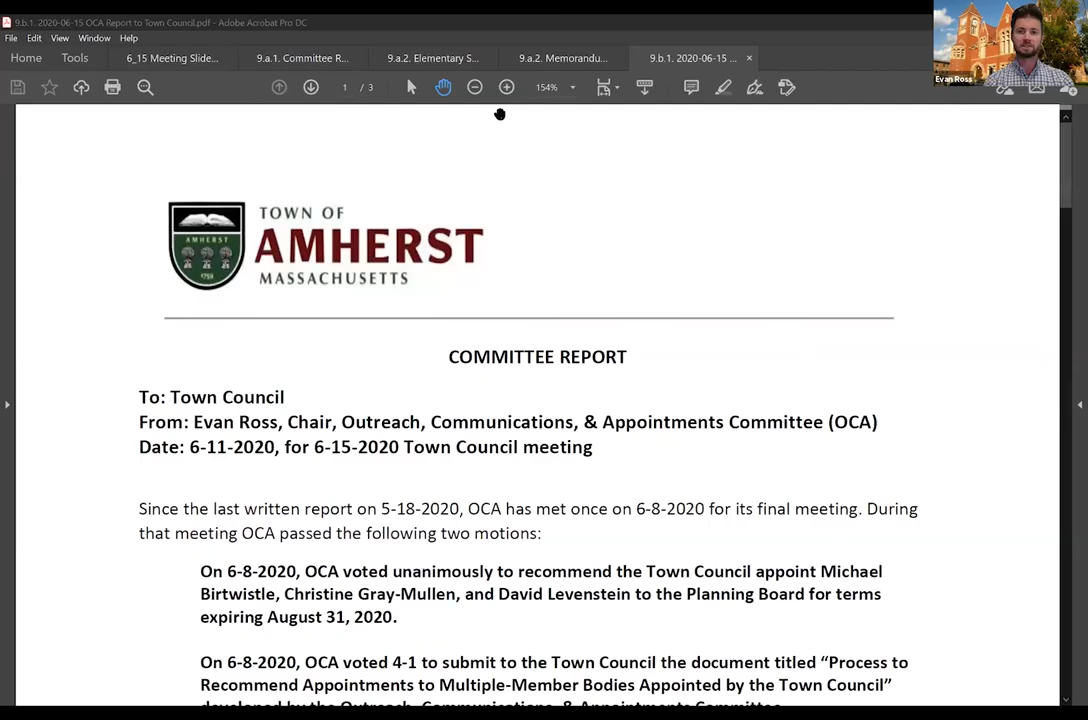 9.b.1. 2020-06-15 OCA Report to Town Council.pdf - Adobe Acrobat Pro DC
File Edit View Window Help
Home Tools 6_15 Meeting Slide... 9.a.1. Committee R... 9.a.2. Elementary S... 9.a.2. Memorandu... 9.b.1. 2020-06-15 ... ×
1 / 3 154%
Evan Ross
AMHERST
1759
TOWN OF
AMHERST
MASSACHUSETTS
COMMITTEE REPORT
To: Town Council
From: Evan Ross, Chair, Outreach, Communications, & Appointments Committee (OCA)
Date: 6-11-2020, for 6-15-2020 Town Council meeting
Since the last written report on 5-18-2020, OCA has met once on 6-8-2020 for its final meeting. During
that meeting OCA passed the following two motions:
On 6-8-2020, OCA voted unanimously to recommend the Town Council appoint Michael
Birtwistle, Christine Gray-Mullen, and David Levenstein to the Planning Board for terms
expiring August 31, 2020.
On 6-8-2020, OCA voted 4-1 to submit to the Town Council the document titled “Process to
Recommend Appointments to Multiple-Member Bodies Appointed by the Town Council”
developed by the Outreach, Communications, & Appointments Committee